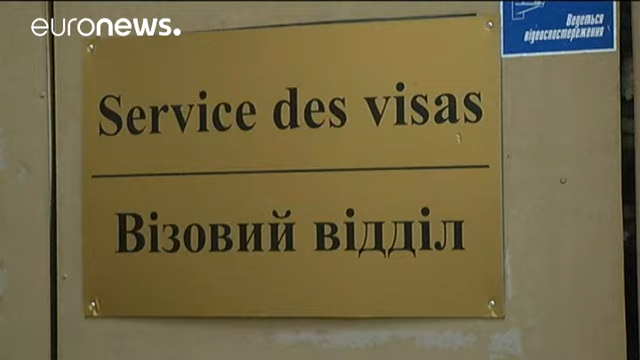 euronews.
Ведеться
відеоспостереження
Service des visas
Візовий відділ